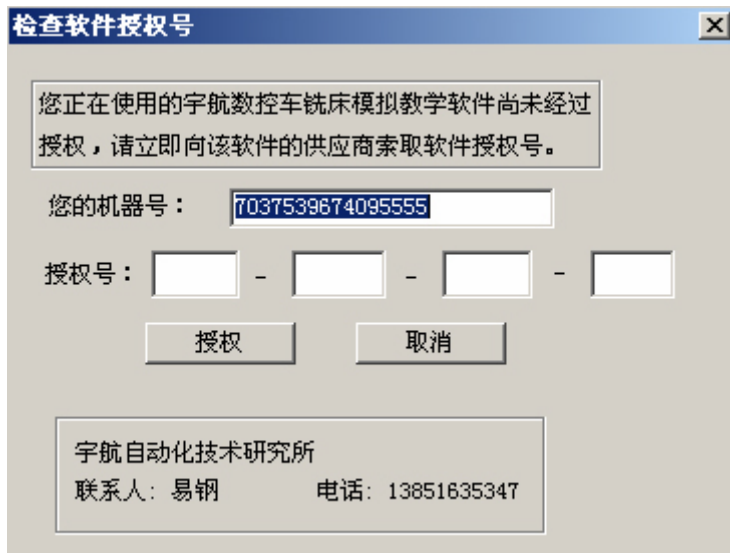 检查软件授权号
您正在使用的宇航数控车铣床模拟教学软件尚未经过
授权，请立即向该软件的供应商索取软件授权号。
您的机器号： 7037539674095555
授权号： - - -
授权 取消
宇航自动化技术研究所
联系人: 易钢 电话: 13851635347